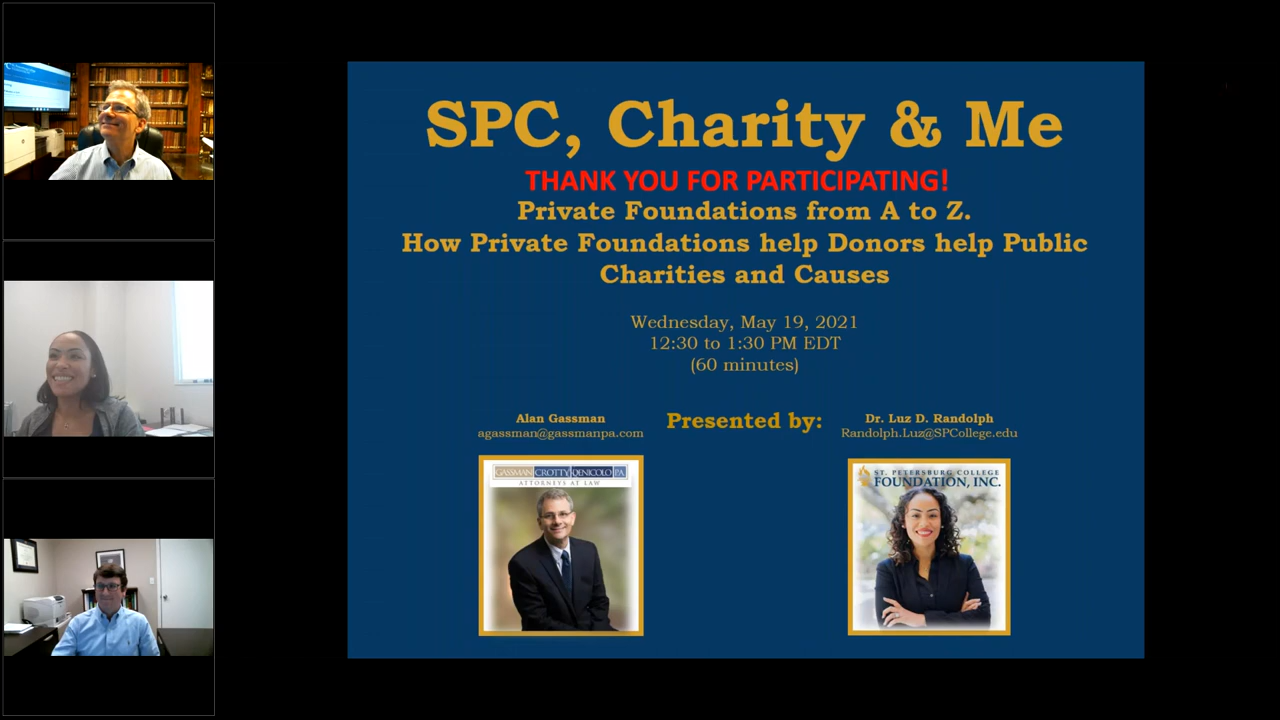 SPC, Charity & Me
THANK YOU FOR PARTICIPATING!
Private Foundations from A to Z.
How Private Foundations help Donors help Public
Charities and Causes
Wednesday, May 19, 2021
12:30 to 1:30 PM EDT
(60 minutes)
Presented by:
Alan Gassman
agassman@gassmanpa.com
GASSMAN CROTTY DENICOLO PA
ATTORNEYS AT LAW
Dr. Luz D. Randolph
Randolph.Luz@SPCollege.edu
ST. PETERSBURG COLLEGE
FOUNDATION, INC.